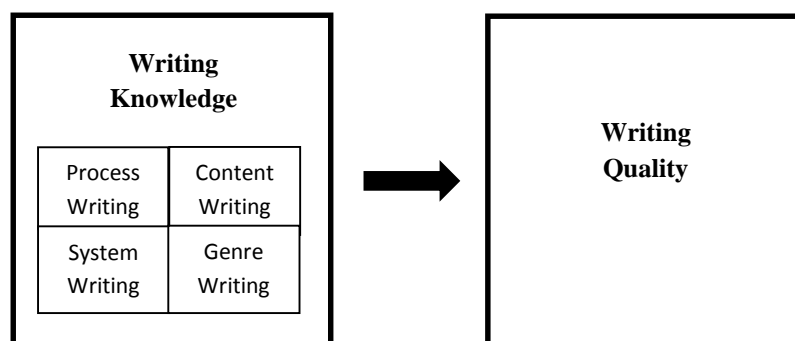 Writing
Knowledge
Process
Writing
Content
Writing
System
Writing
Genre
Writing
Writing
Quality